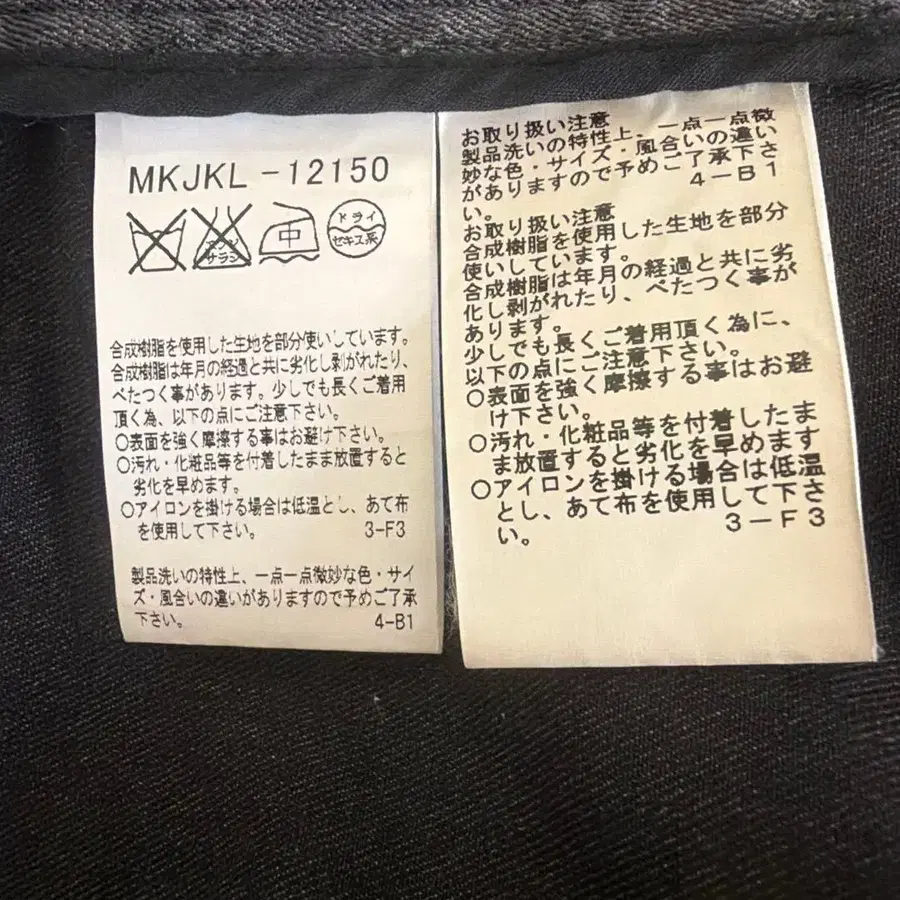 MKJKL-12150
エンソ
サラシ
中
ドライ
セキユ系
合成樹脂を使用した生地を部分使いしています。
合成樹脂は年月の経過と共に劣化し剥がれたり、
べたつく事があります。少しでも長くご着用
頂く為、以下の点にご注意下さい。
○表面を強く摩擦する事はお避け下さい。
○汚れ・化粧品等を付着したまま放置すると
劣化を早めます。
○アイロンを掛ける場合は低温とし、あて布
を使用して下さい。 3-F3
製品洗いの特性上、一点一点微妙な色・サイ
ズ・風合いの違いがありますので予めご了承
下さい。 4-B1
お取り扱い注意
製品洗いの特性上、一点一点微
妙な色・サイズ・風合いの違い
がありますので予めご了承下さ
い。 4-B1
お取り扱い注意
合成樹脂を使用した生地を部分
使いしています。
合成樹脂は年月の経過と共に劣
化し剥がれたり、べたつく事が
あります。
少しでも長くご着用頂く為に、
以下の点にご注意下さい。
○表面を強く摩擦する事はお避
け下さい。
○汚れ・化粧品等を付着したま
ま放置すると劣化を早めます
○アイロンを掛ける場合は低温
とし、あて布を使用して下さ
い。 3-F3